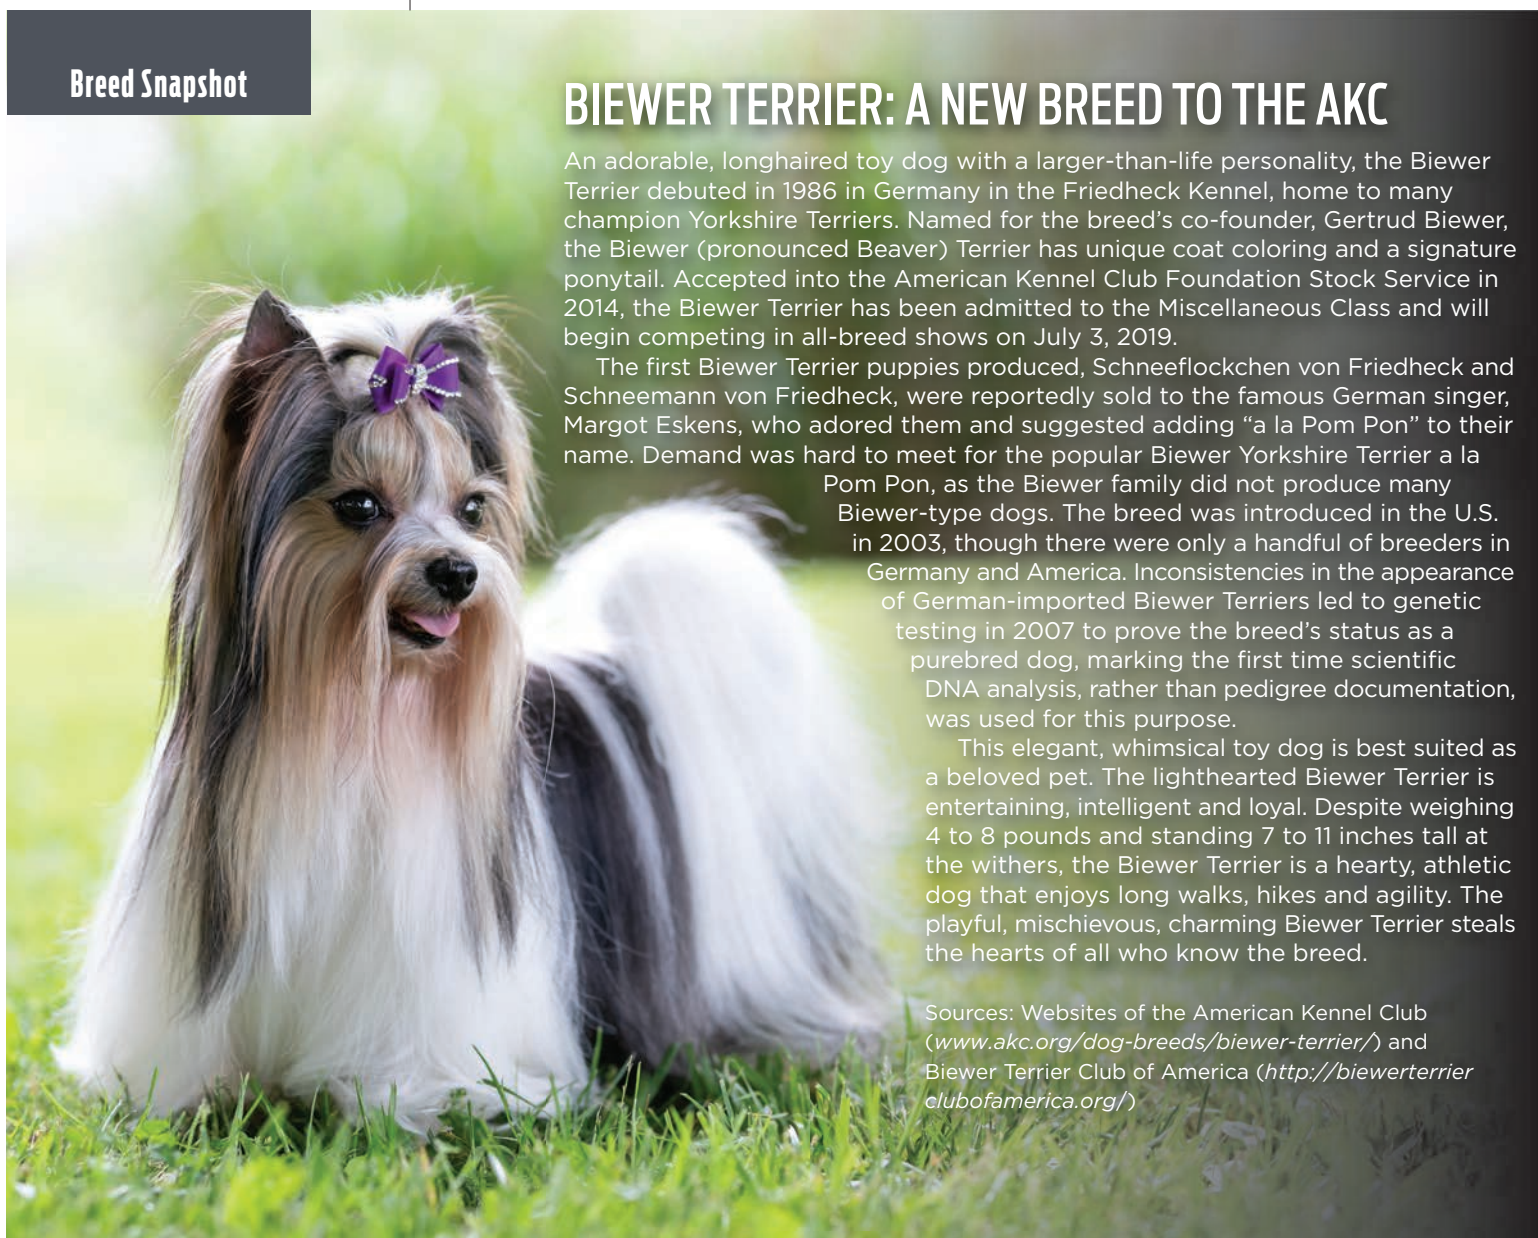 Breed Snapshot
BIEWER TERRIER: A NEW BREED TO THE AKC
An adorable, longhaired toy dog with a larger-than-life personality, the Biewer
Terrier debuted in 1986 in Germany in the Friedheck Kennel, home to many
champion Yorkshire Terriers. Named for the breed’s co-founder, Gertrud Biewer,
the Biewer (pronounced Beaver) Terrier has unique coat coloring and a signature
ponytail. Accepted into the American Kennel Club Foundation Stock Service in
2014, the Biewer Terrier has been admitted to the Miscellaneous Class and will
begin competing in all-breed shows on July 3, 2019.
The first Biewer Terrier puppies produced, Schneeflockchen von Friedheck and
Schneemann von Friedheck, were reportedly sold to the famous German singer,
Margot Eskens, who adored them and suggested adding “a la Pom Pon” to their
name. Demand was hard to meet for the popular Biewer Yorkshire Terrier a la
Pom Pon, as the Biewer family did not produce many
Biewer-type dogs. The breed was introduced in the U.S.
in 2003, though there were only a handful of breeders in
Germany and America. Inconsistencies in the appearance
of German-imported Biewer Terriers led to genetic
testing in 2007 to prove the breed’s status as a
purebred dog, marking the first time scientific
DNA analysis, rather than pedigree documentation,
was used for this purpose.
This elegant, whimsical toy dog is best suited as
a beloved pet. The lighthearted Biewer Terrier is
entertaining, intelligent and loyal. Despite weighing
4 to 8 pounds and standing 7 to 11 inches tall at
the withers, the Biewer Terrier is a hearty, athletic
dog that enjoys long walks, hikes and agility. The
playful, mischievous, charming Biewer Terrier steals
the hearts of all who know the breed.
Sources: Websites of the American Kennel Club
(www.akc.org/dog-breeds/biewer-terrier/) and
Biewer Terrier Club of America (http://biewerterrier
clubofamerica.org/)